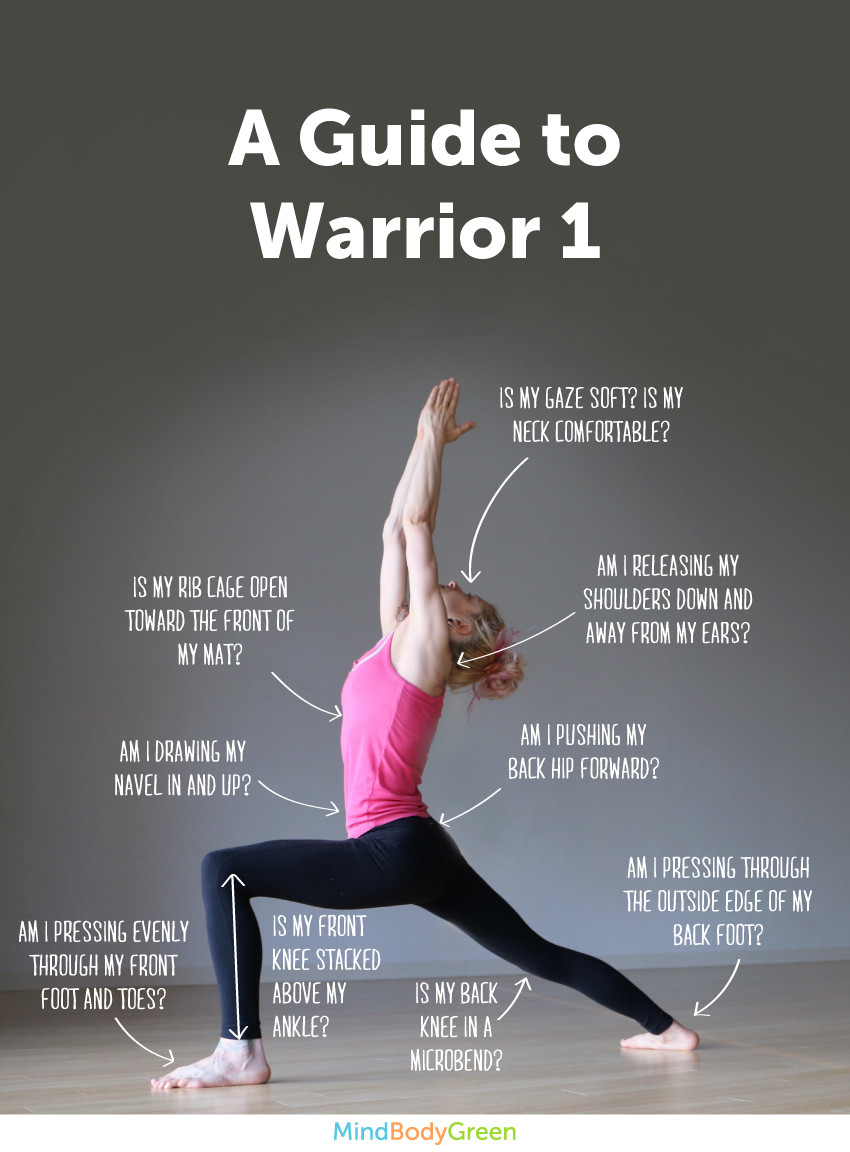 A Guide to
Warrior 1
IS MY GAZE SOFT? IS MY
NECK COMFORTABLE?
AM I RELEASING MY
SHOULDERS DOWN AND
AWAY FROM MY EARS?
IS MY RIB CAGE OPEN
TOWARD THE FRONT OF
MY MAT?
AM I PUSHING MY
BACK HIP FORWARD?
AM I DRAWING MY
NAVEL IN AND UP?
AM I PRESSING THROUGH
THE OUTSIDE EDGE OF MY
BACK FOOT?
AM I PRESSING EVENLY
THROUGH MY FRONT
FOOT AND TOES?
IS MY FRONT
KNEE STACKED
ABOVE MY
ANKLE?
IS MY BACK
KNEE IN A
MICROBEND?
MindBodyGreen